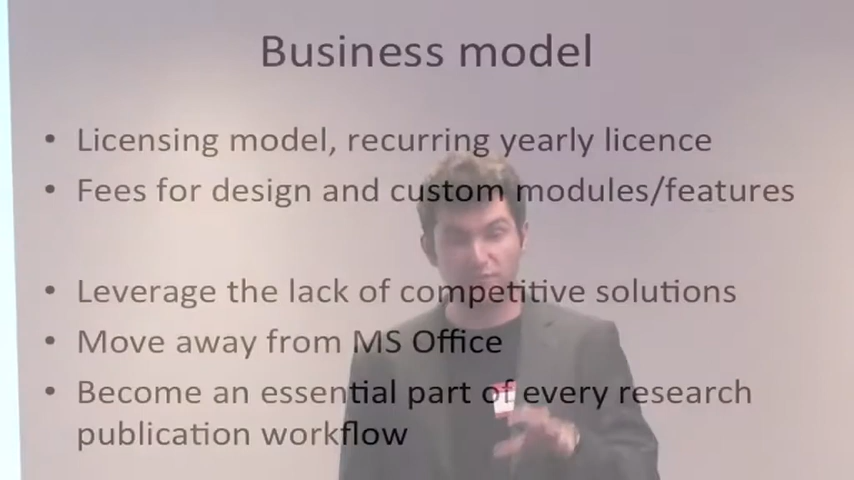 Business model
• Licensing model, recurring yearly licence
• Fees for design and custom modules/features
• Leverage the lack of competitive solutions
• Move away from MS Office
• Become an essential part of every research
publication workflow